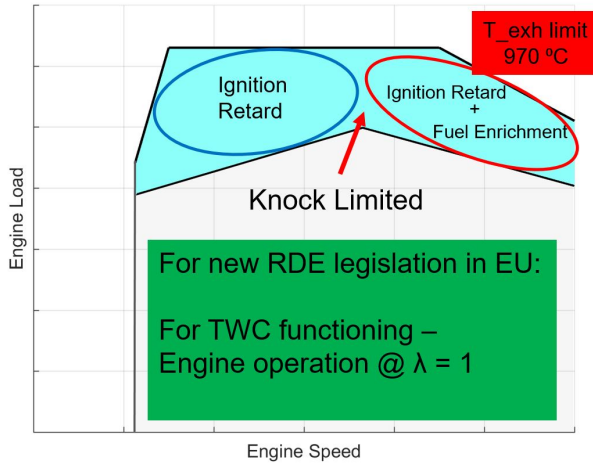 T_exh limit
970 ºC
Ignition
Retard
Ignition Retard
+
Fuel Enrichment
Knock Limited
Engine Load
For new RDE legislation in EU:
For TWC functioning –
Engine operation @ λ = 1
Engine Speed